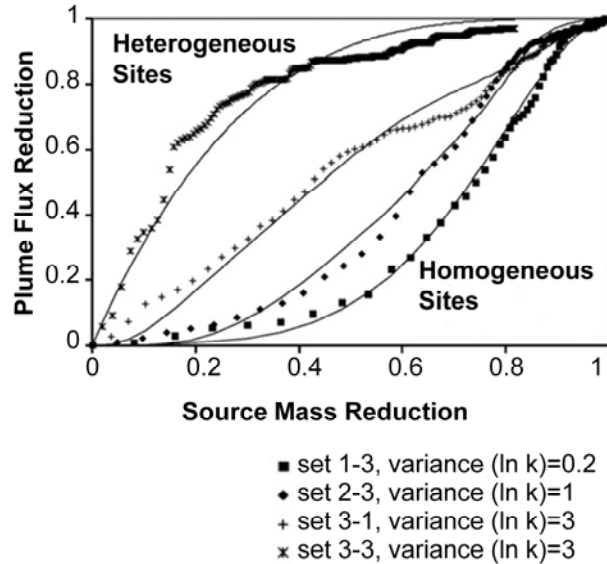 Heterogeneous
Sites
Homogeneous
Sites
Plume Flux Reduction
1.0
0.8
0.6
0.4
0.2
0
0
0.2
0.4
0.6
0.8
1
Source Mass Reduction
set 1-3, variance (ln k)=0.2
set 2-3, variance (ln k)=1
set 3-1, variance (ln k)=3
set 3-3, variance (ln k)=3